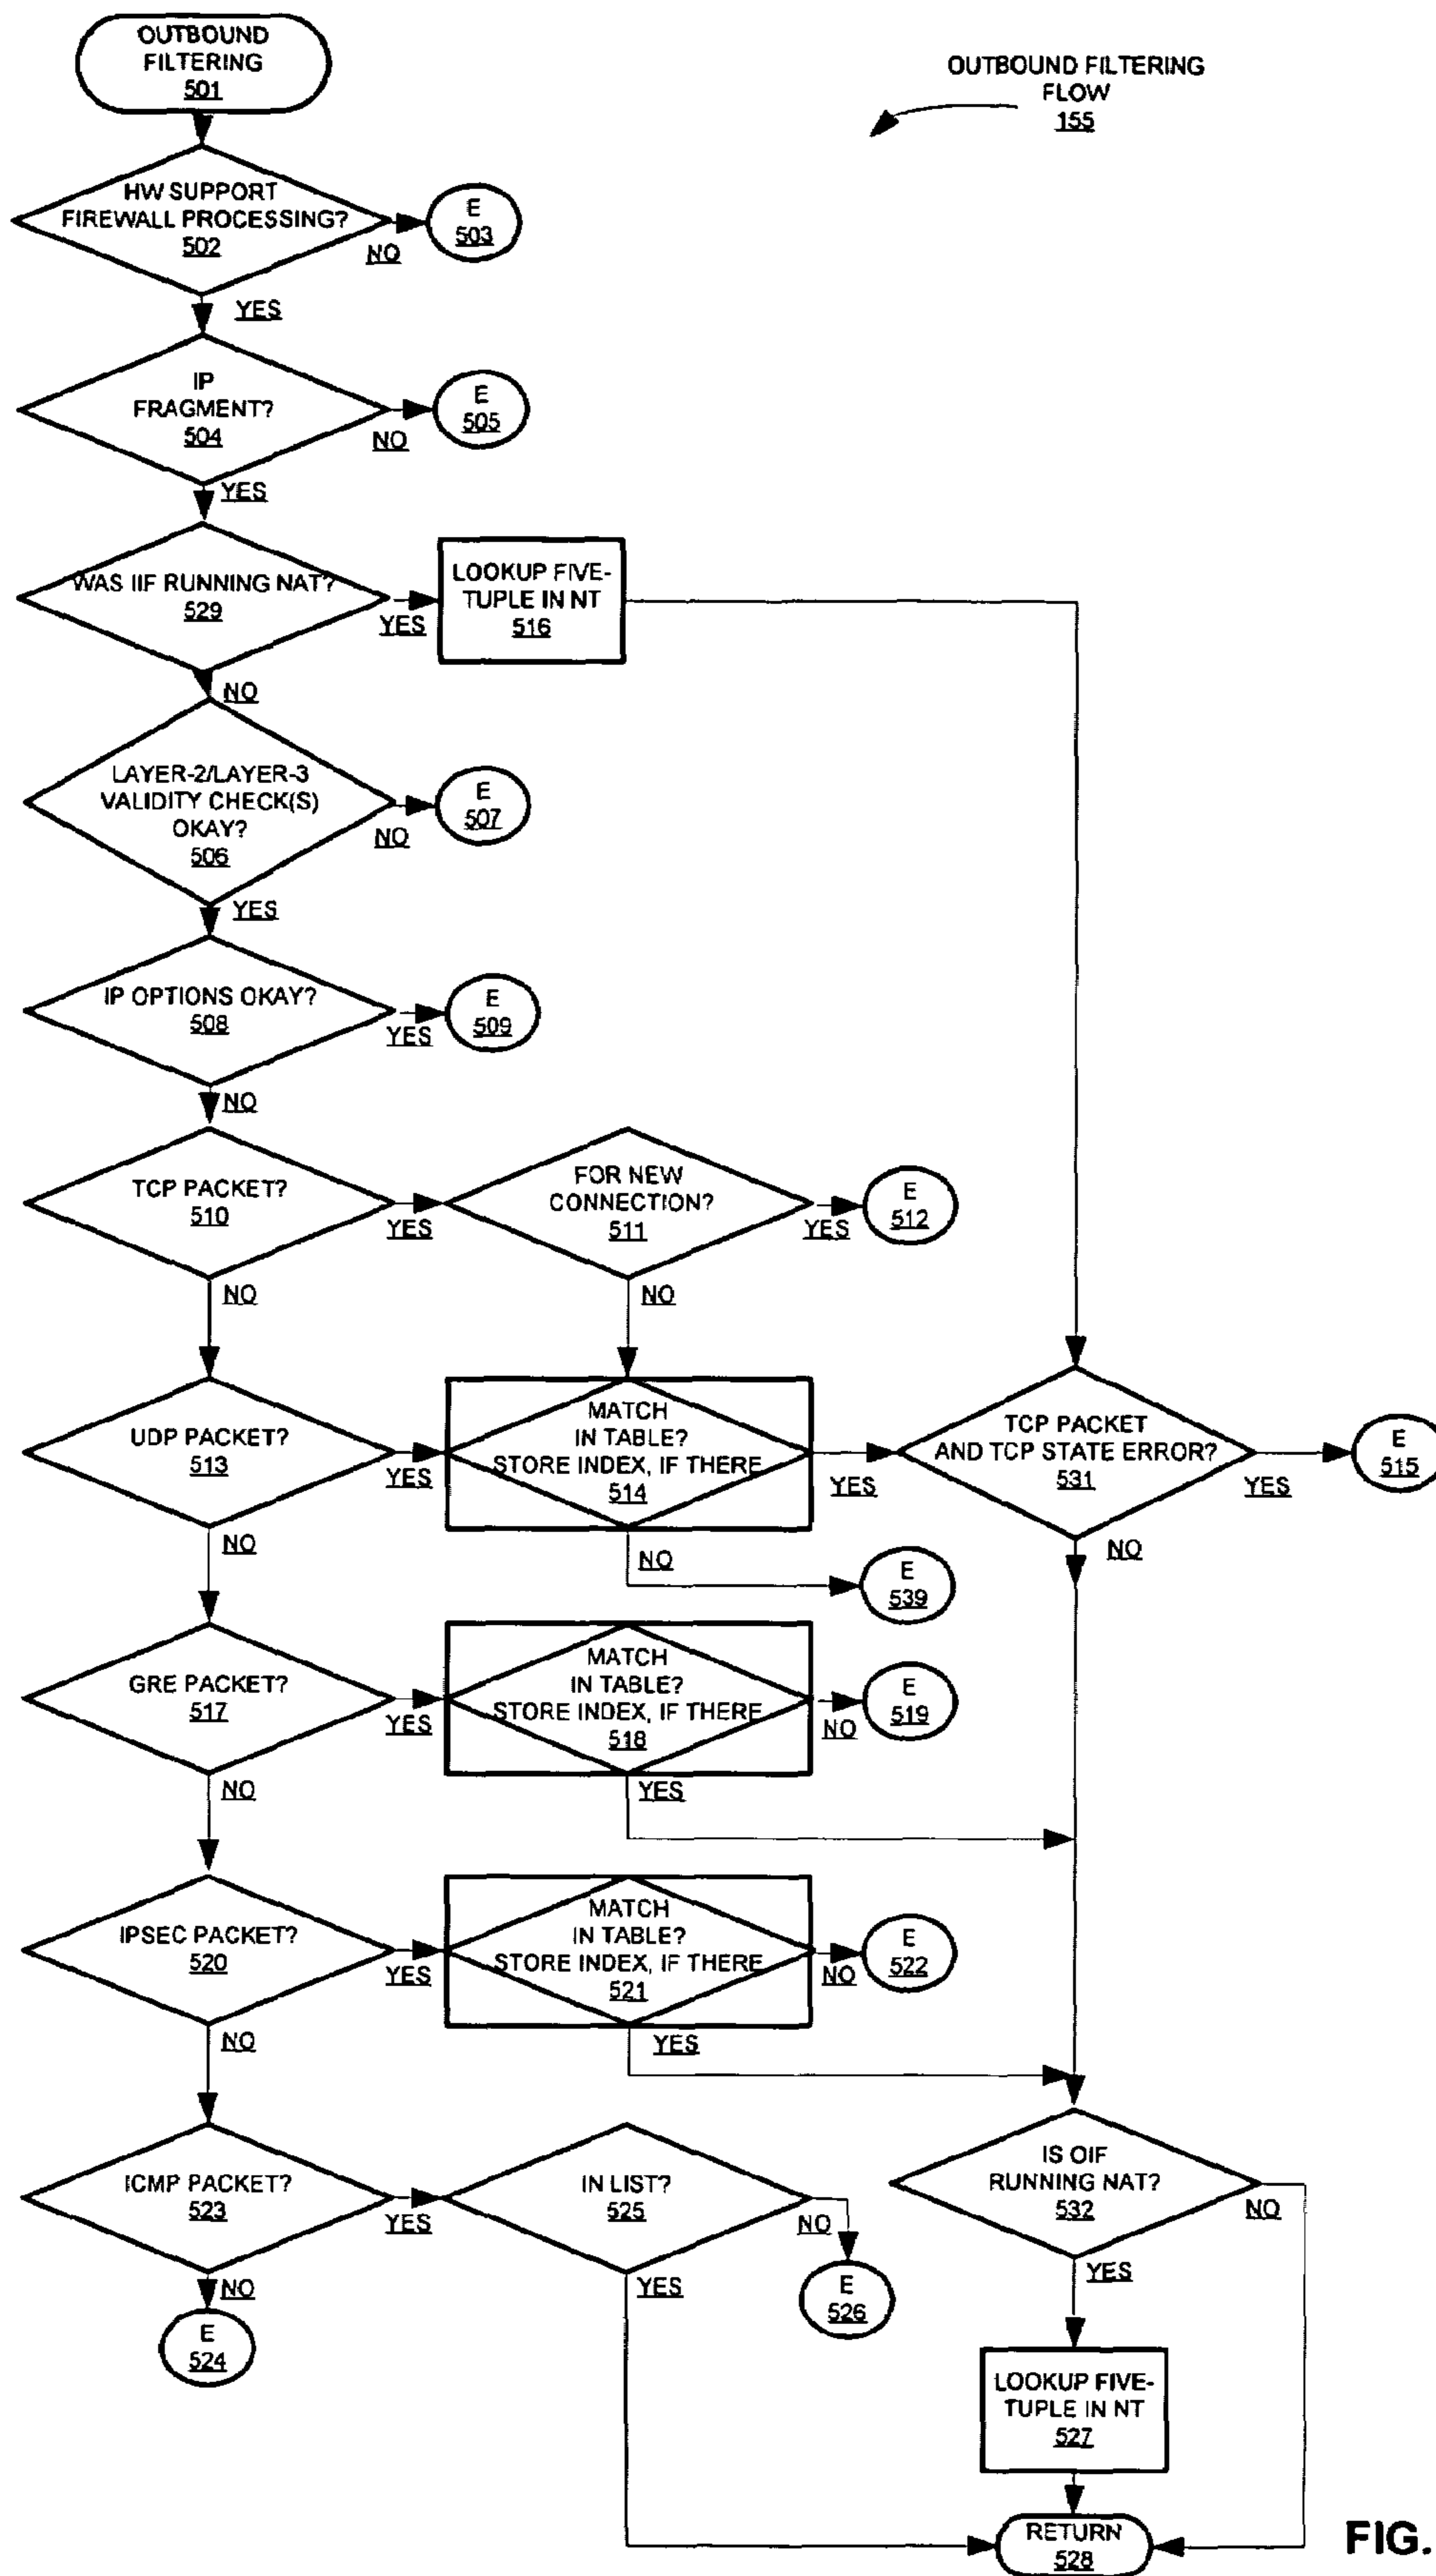 OUTBOUND
FILTERING
501
OUTBOUND FILTERING
FLOW
155
HW SUPPORT
FIREWALL PROCESSING?
502
NO
E
503
YES
IP
FRAGMENT?
504
NO
E
505
YES
WAS IIF RUNNING NAT?
529
YES
LOOKUP FIVE-
TUPLE IN NT
516
NO
LAYER-2/LAYER-3
VALIDITY CHECK(S)
OKAY?
506
NO
E
507
YES
IP OPTIONS OKAY?
508
YES
E
509
NO
TCP PACKET?
510
YES
FOR NEW
CONNECTION?
511
YES
E
512
NO
NO
UDP PACKET?
513
YES
MATCH
IN TABLE?
STORE INDEX, IF THERE
514
YES
TCP PACKET
AND TCP STATE ERROR?
531
YES
E
515
NO
NO
E
539
NO
GRE PACKET?
517
YES
MATCH
IN TABLE?
STORE INDEX, IF THERE
518
NO
E
519
NO
YES
IPSEC PACKET?
520
YES
MATCH
IN TABLE?
STORE INDEX, IF THERE
521
NO
E
522
NO
YES
ICMP PACKET?
523
YES
IN LIST?
525
NO
E
526
IS OIF
RUNNING NAT?
532
NO
NO
E
524
YES
YES
LOOKUP FIVE-
TUPLE IN NT
527
RETURN
528
FIG.